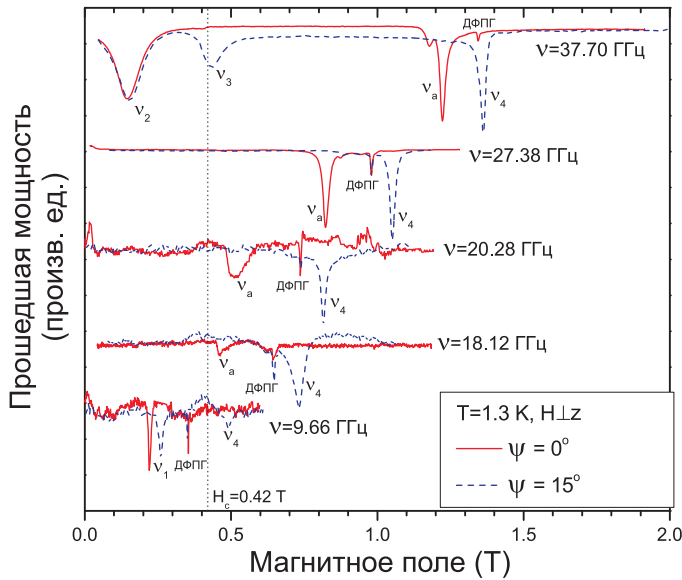 ДФПГ
ν=37.70 ГГц
ν₂
ν₃
νₐ
ν₄
ν=27.38 ГГц
ДФПГ
νₐ
ν₄
ν=20.28 ГГц
νₐ
ДФПГ
ν₄
ν=18.12 ГГц
νₐ
ДФПГ
ν₄
ν=9.66 ГГц
ν₄
ν₁
ДФПГ
H_c=0.42 T
T=1.3 K, H⊥z
ψ = 0°
ψ = 15°
0.0 0.5 1.0 1.5 2.0
Магнитное поле (Т)
Прошедшая мощность
(произв. ед.)